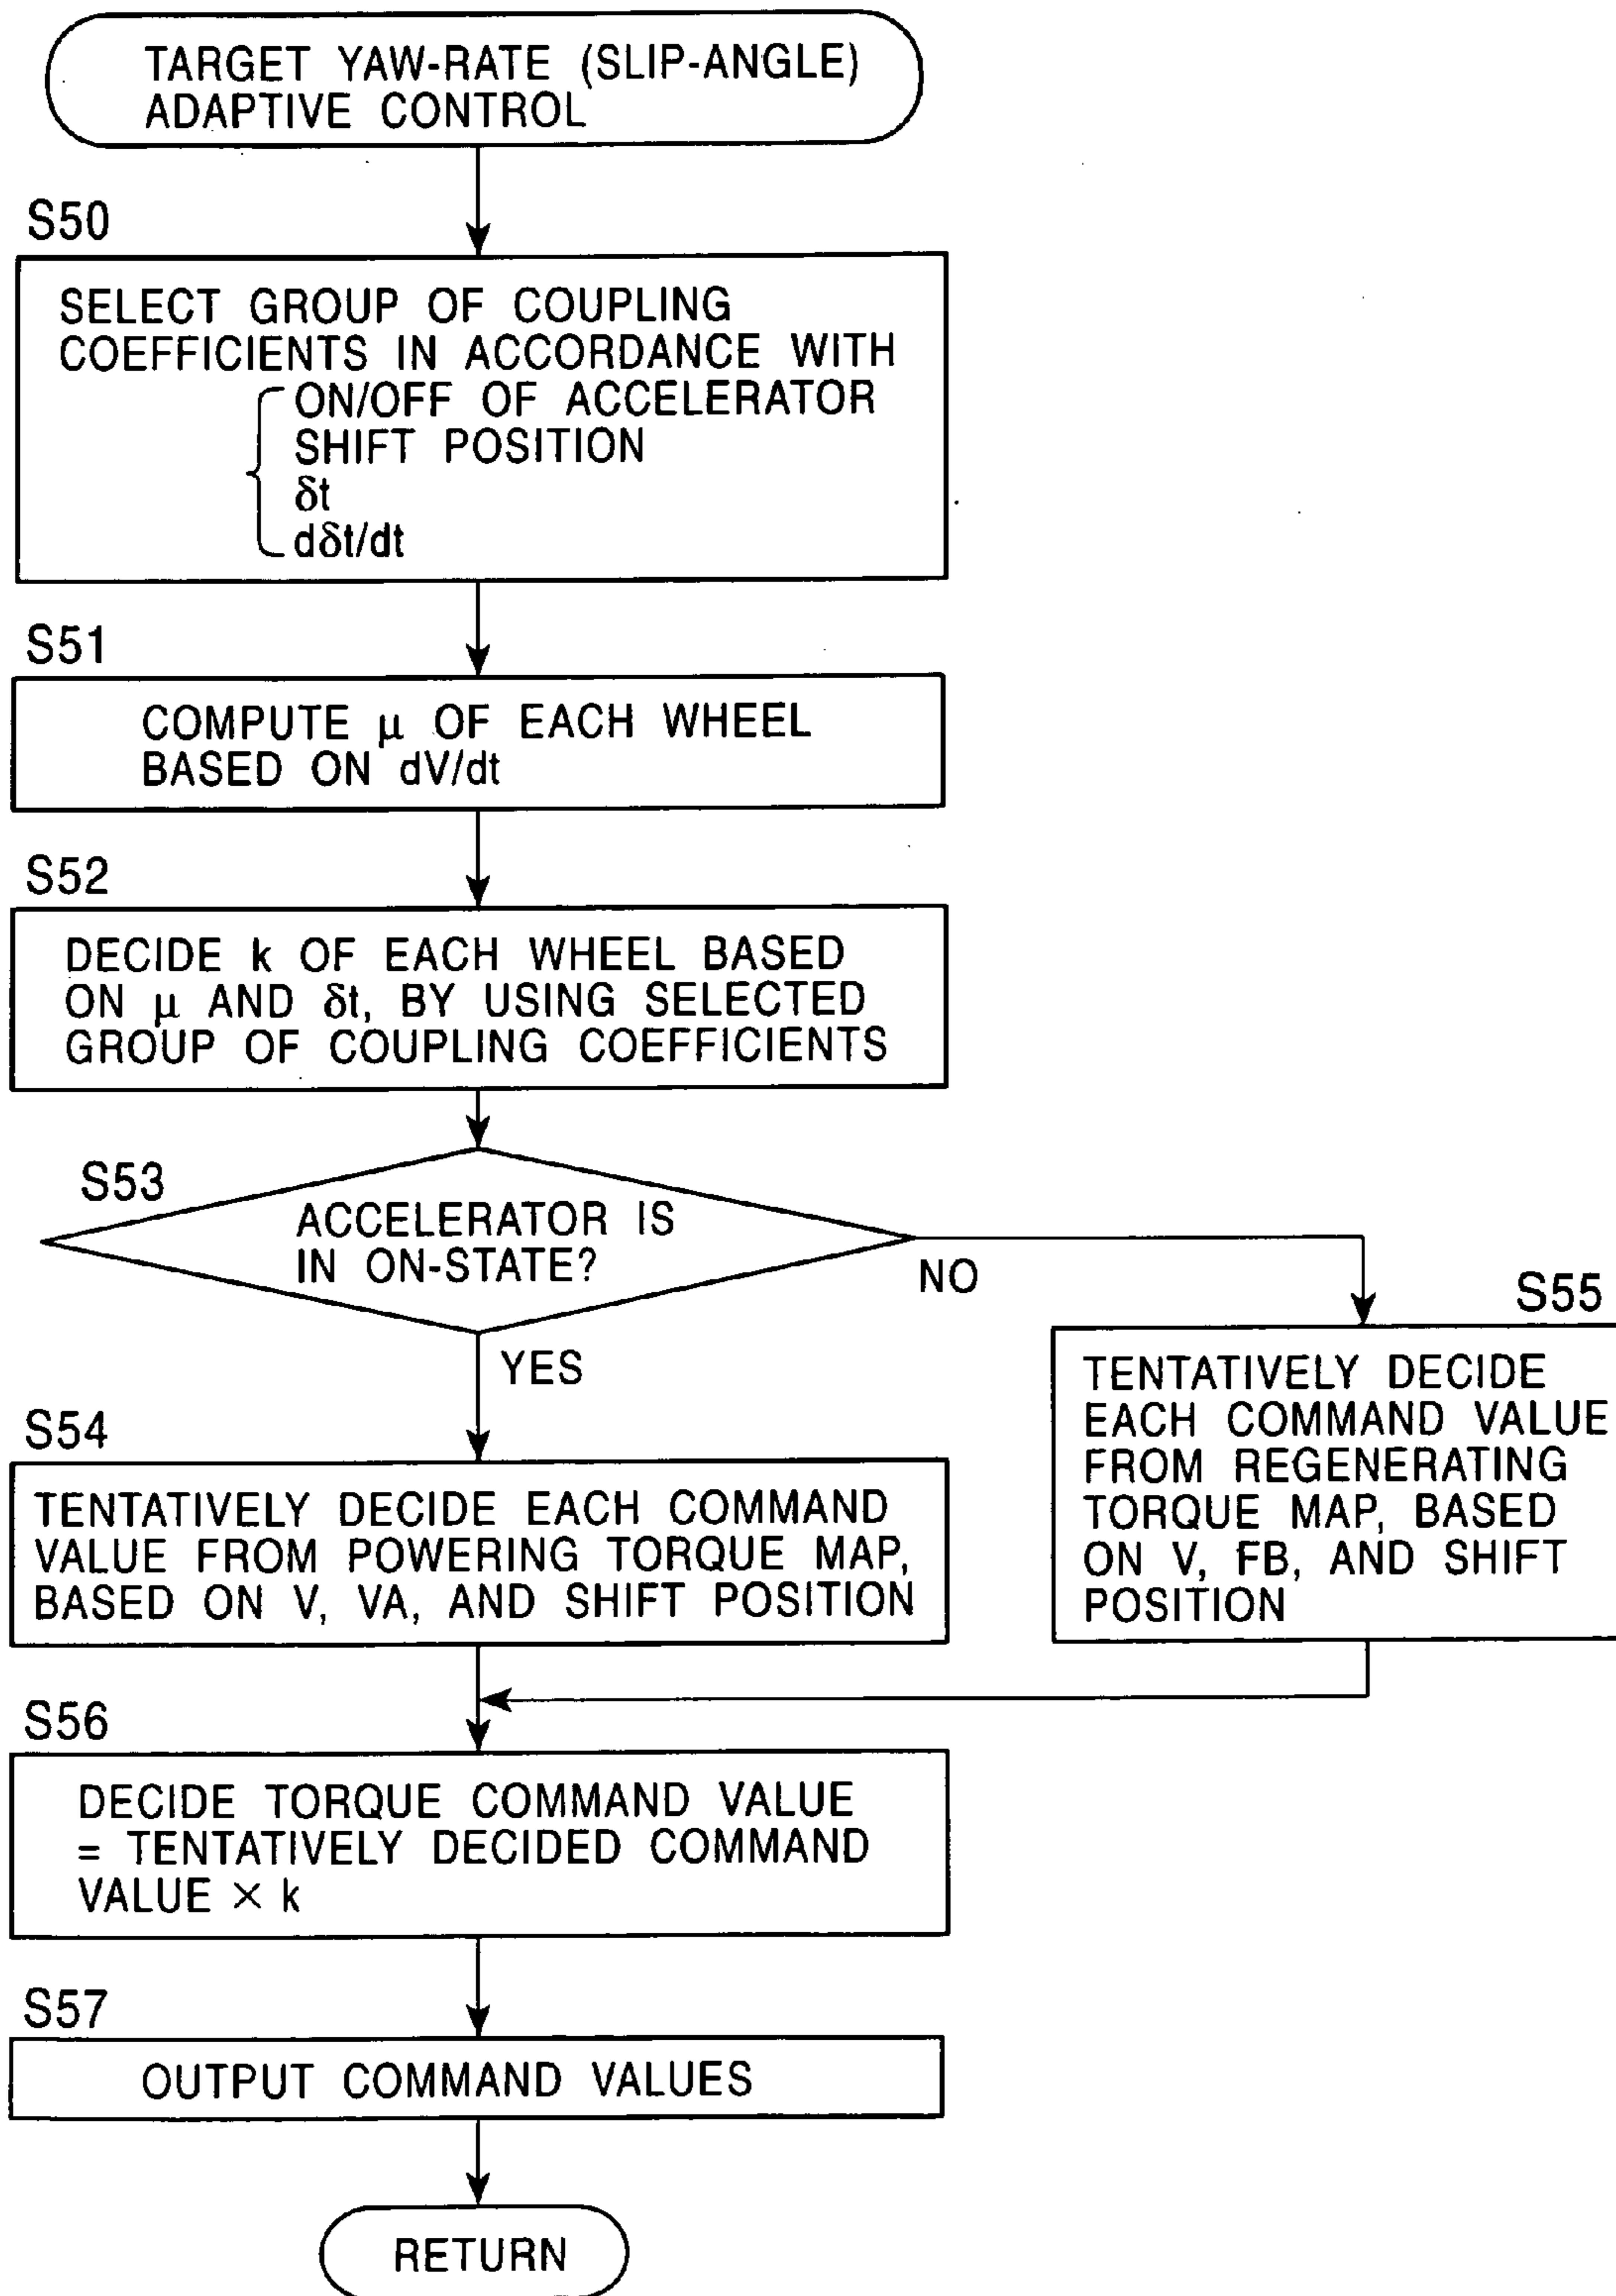 TARGET YAW-RATE (SLIP-ANGLE)
ADAPTIVE CONTROL
S50
SELECT GROUP OF COUPLING
COEFFICIENTS IN ACCORDANCE WITH
ON/OFF OF ACCELERATOR
SHIFT POSITION
δt
dδt/dt
S51
COMPUTE μ OF EACH WHEEL
BASED ON dV/dt
S52
DECIDE k OF EACH WHEEL BASED
ON μ AND δt, BY USING SELECTED
GROUP OF COUPLING COEFFICIENTS
S53
ACCELERATOR IS
IN ON-STATE?
NO
YES
S54
TENTATIVELY DECIDE EACH COMMAND
VALUE FROM POWERING TORQUE MAP,
BASED ON V, VA, AND SHIFT POSITION
S55
TENTATIVELY DECIDE
EACH COMMAND VALUE
FROM REGENERATING
TORQUE MAP, BASED
ON V, FB, AND SHIFT
POSITION
S56
DECIDE TORQUE COMMAND VALUE
= TENTATIVELY DECIDED COMMAND
VALUE × k
S57
OUTPUT COMMAND VALUES
RETURN